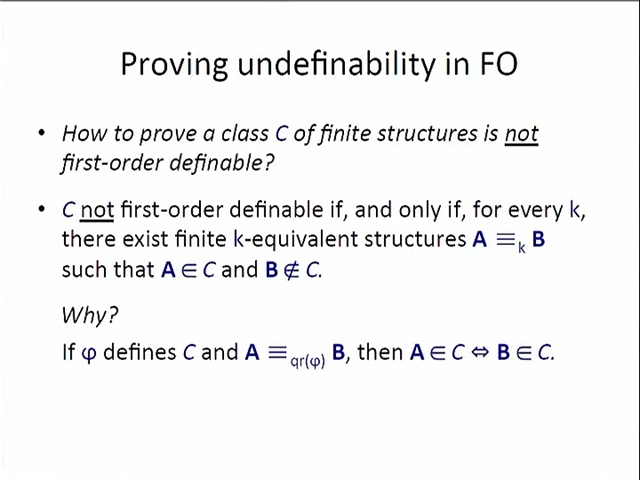 Proving undefinability in FO
• How to prove a class C of finite structures is not
first-order definable?
• C not first-order definable if, and only if, for every k,
there exist finite k-equivalent structures A ≡k B
such that A ∈ C and B ∉ C.
Why?
If φ defines C and A ≡qr(φ) B, then A ∈ C ⇔ B ∈ C.